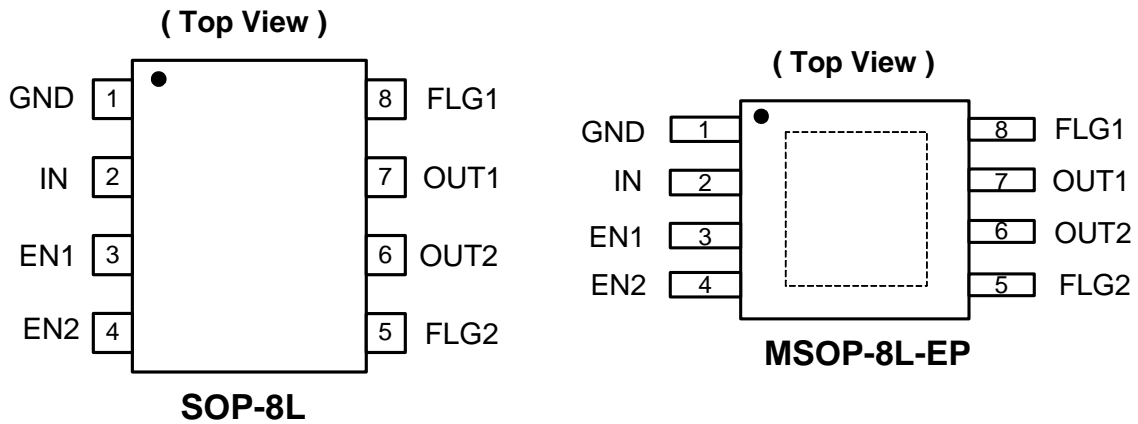 ( Top View )
GND 1 8 FLG1
IN 2 7 OUT1
EN1 3 6 OUT2
EN2 4 5 FLG2
SOP-8L
( Top View )
GND 1 8 FLG1
IN 2 7 OUT1
EN1 3 6 OUT2
EN2 4 5 FLG2
MSOP-8L-EP